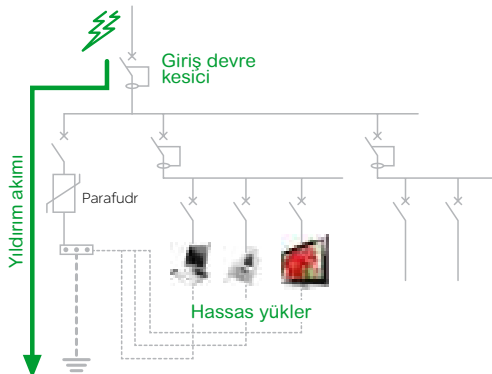 Giriş devre
kesici
Yıldırım akımı
Parafudr
Hassas yükler